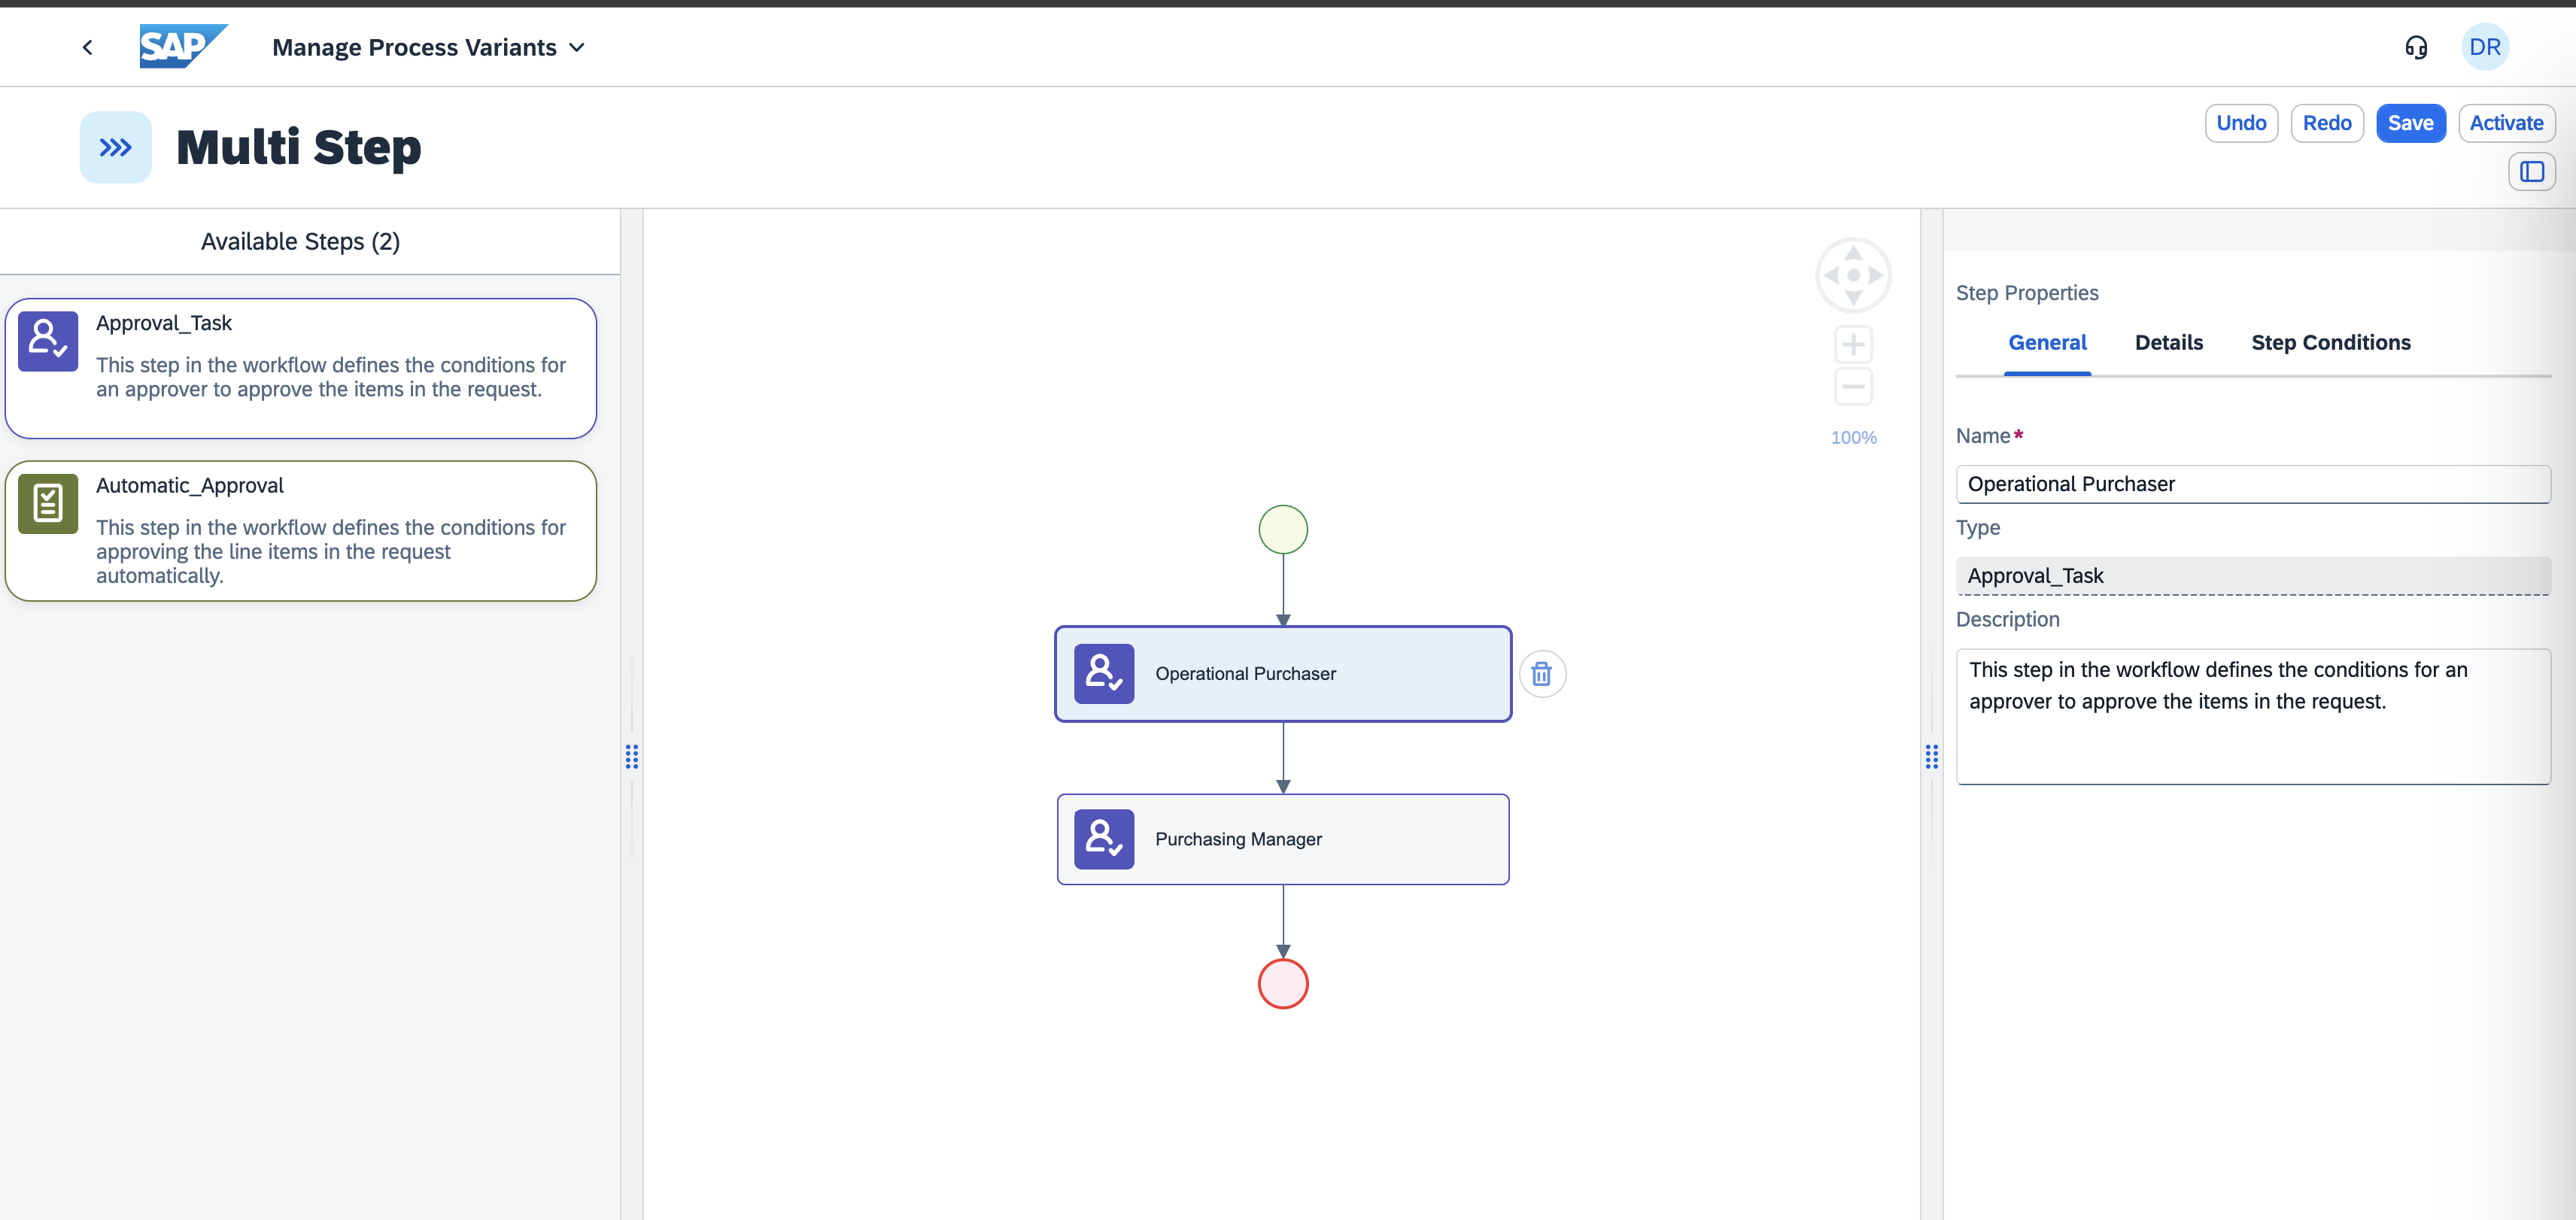 SAP Manage Process Variants
DR
Multi Step
Undo Redo Save Activate
Available Steps (2)
Approval_Task
This step in the workflow defines the conditions for
an approver to approve the items in the request.
Automatic_Approval
This step in the workflow defines the conditions for
approving the line items in the request
automatically.
100%
Operational Purchaser
Purchasing Manager
Step Properties
General Details Step Conditions
Name*
Operational Purchaser
Type
Approval_Task
Description
This step in the workflow defines the conditions for an
approver to approve the items in the request.